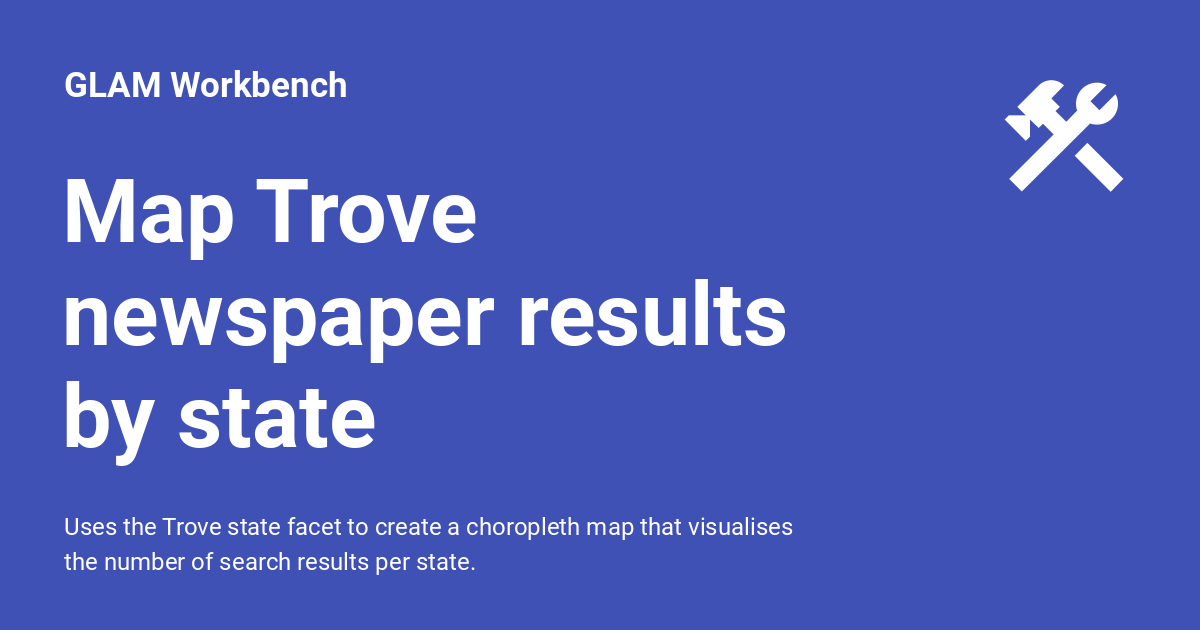 GLAM Workbench
Map Trove
newspaper results
by state
Uses the Trove state facet to create a choropleth map that visualises
the number of search results per state.